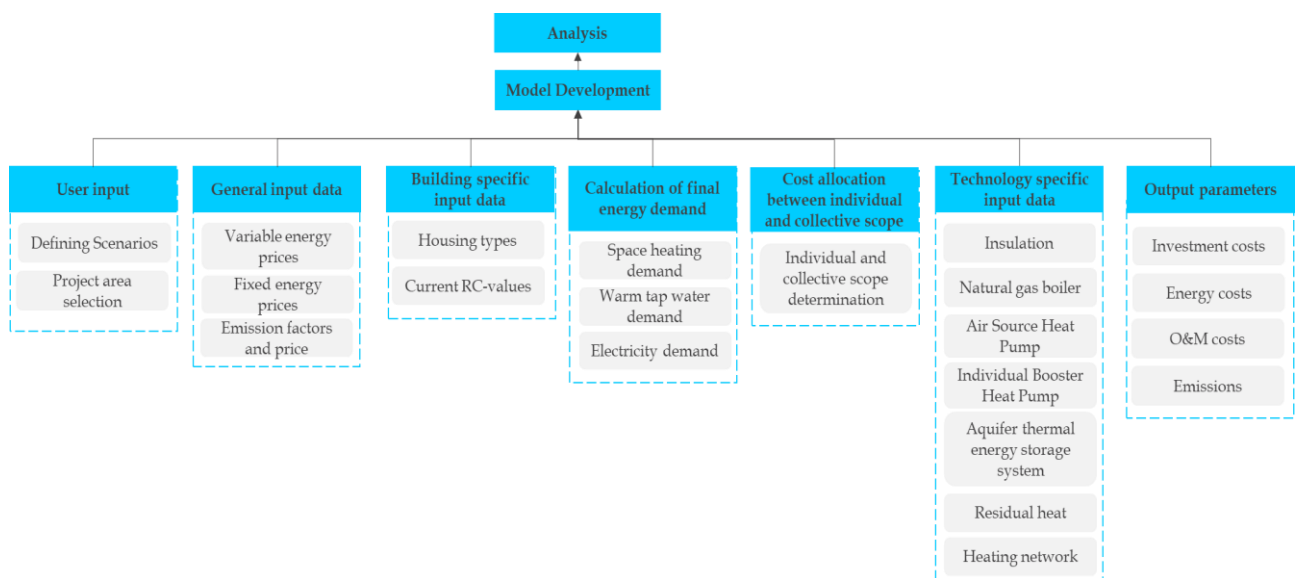 Analysis
Model Development
User input
Defining Scenarios
Project area
selection
General input data
Variable energy
prices
Fixed energy
prices
Emission factors
and price
Building specific
input data
Housing types
Current RC-values
Calculation of final
energy demand
Space heating
demand
Warm tap water
demand
Electricity demand
Cost allocation
between individual
and collective scope
Individual and
collective scope
determination
Technology specific
input data
Insulation
Natural gas boiler
Air Source Heat
Pump
Individual Booster
Heat Pump
Aquifer thermal
energy storage
system
Residual heat
Heating network
Output parameters
Investment costs
Energy costs
O&M costs
Emissions